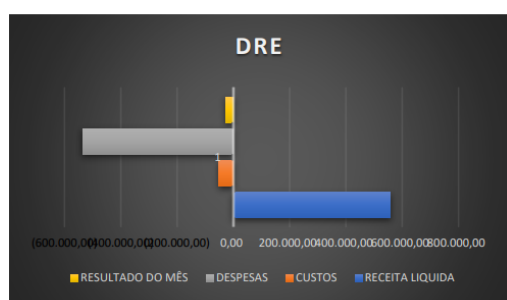 DRE
1
(600.000,00) (400.000,00) (200.000,00) 0,00 200.000,00 400.000,00 600.000,00 800.000,00
RESULTADO DO MÊS DESPESAS CUSTOS RECEITA LIQUIDA